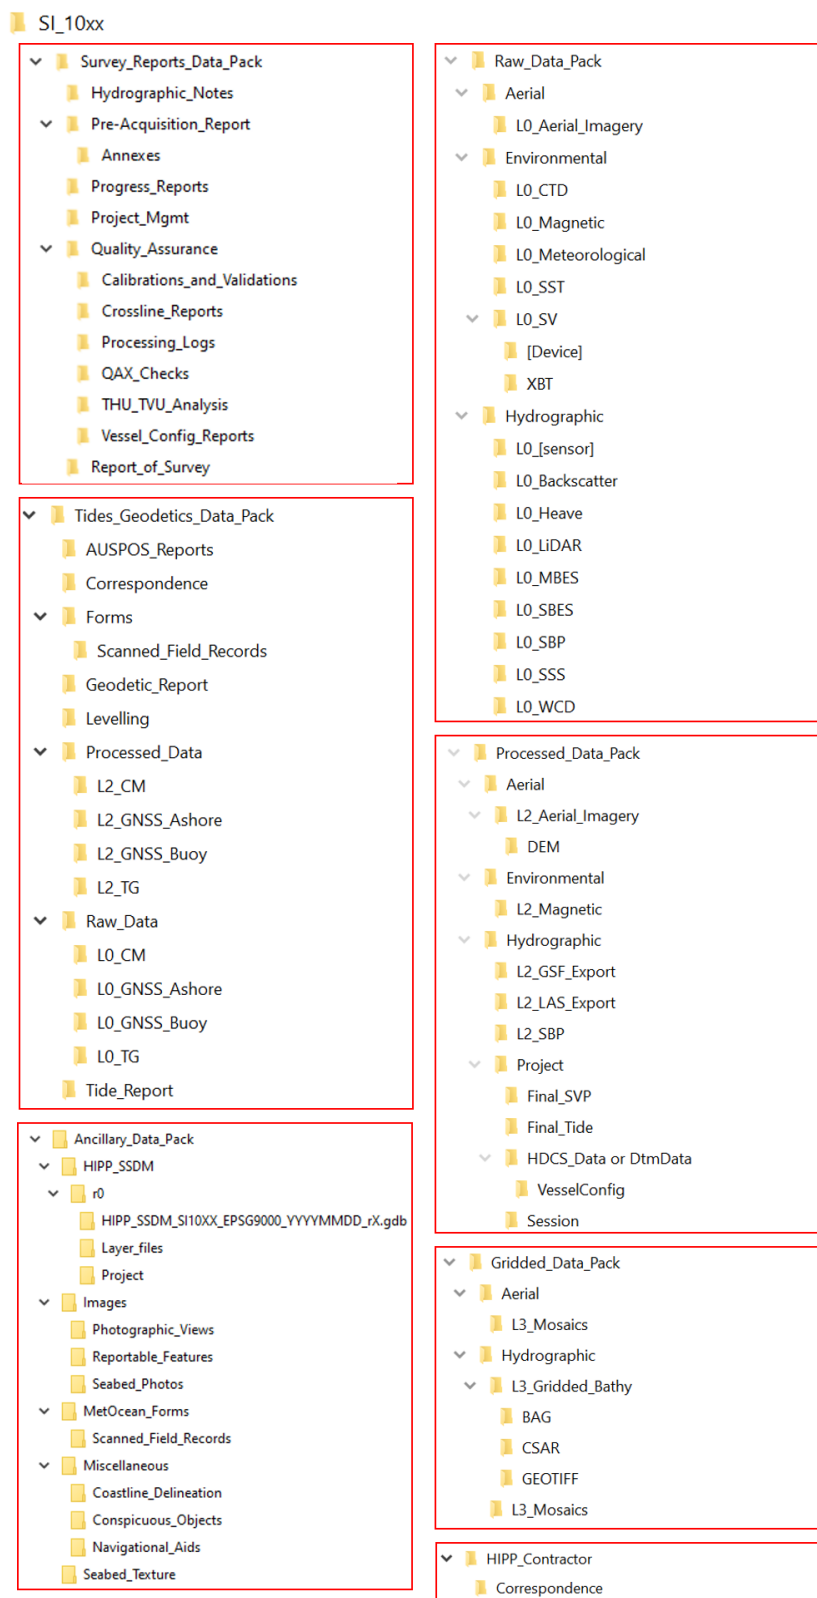 SI_10xx
Survey_Reports_Data_Pack
Hydrographic_Notes
Pre-Acquisition_Report
Annexes
Progress_Reports
Project_Mgmt
Quality_Assurance
Calibrations_and_Validations
Crossline_Reports
Processing_Logs
QAX_Checks
THU_TVU_Analysis
Vessel_Config_Reports
Report_of_Survey
Tides_Geodetics_Data_Pack
AUSPOS_Reports
Correspondence
Forms
Scanned_Field_Records
Geodetic_Report
Levelling
Processed_Data
L2_CM
L2_GNSS_Ashore
L2_GNSS_Buoy
L2_TG
Raw_Data
L0_CM
L0_GNSS_Ashore
L0_GNSS_Buoy
L0_TG
Tide_Report
Ancillary_Data_Pack
HIPP_SSDM
r0
HIPP_SSDM_SI10XX_EPSG9000_YYYYMMDD_rX.gdb
Layer_files
Project
Images
Photographic_Views
Reportable_Features
Seabed_Photos
MetOcean_Forms
Scanned_Field_Records
Miscellaneous
Coastline_Delineation
Conspicuous_Objects
Navigational_Aids
Seabed_Texture
Raw_Data_Pack
Aerial
L0_Aerial_Imagery
Environmental
L0_CTD
L0_Magnetic
L0_Meteorological
L0_SST
L0_SV
[Device]
XBT
Hydrographic
L0_[sensor]
L0_Backscatter
L0_Heave
L0_LiDAR
L0_MBES
L0_SBES
L0_SBP
L0_SSS
L0_WCD
Processed_Data_Pack
Aerial
L2_Aerial_Imagery
DEM
Environmental
L2_Magnetic
Hydrographic
L2_GSF_Export
L2_LAS_Export
L2_SBP
Project
Final_SVP
Final_Tide
HDCS_Data or DtmData
VesselConfig
Session
Gridded_Data_Pack
Aerial
L3_Mosaics
Hydrographic
L3_Gridded_Bathy
BAG
CSAR
GEOTIFF
L3_Mosaics
HIPP_Contractor
Correspondence